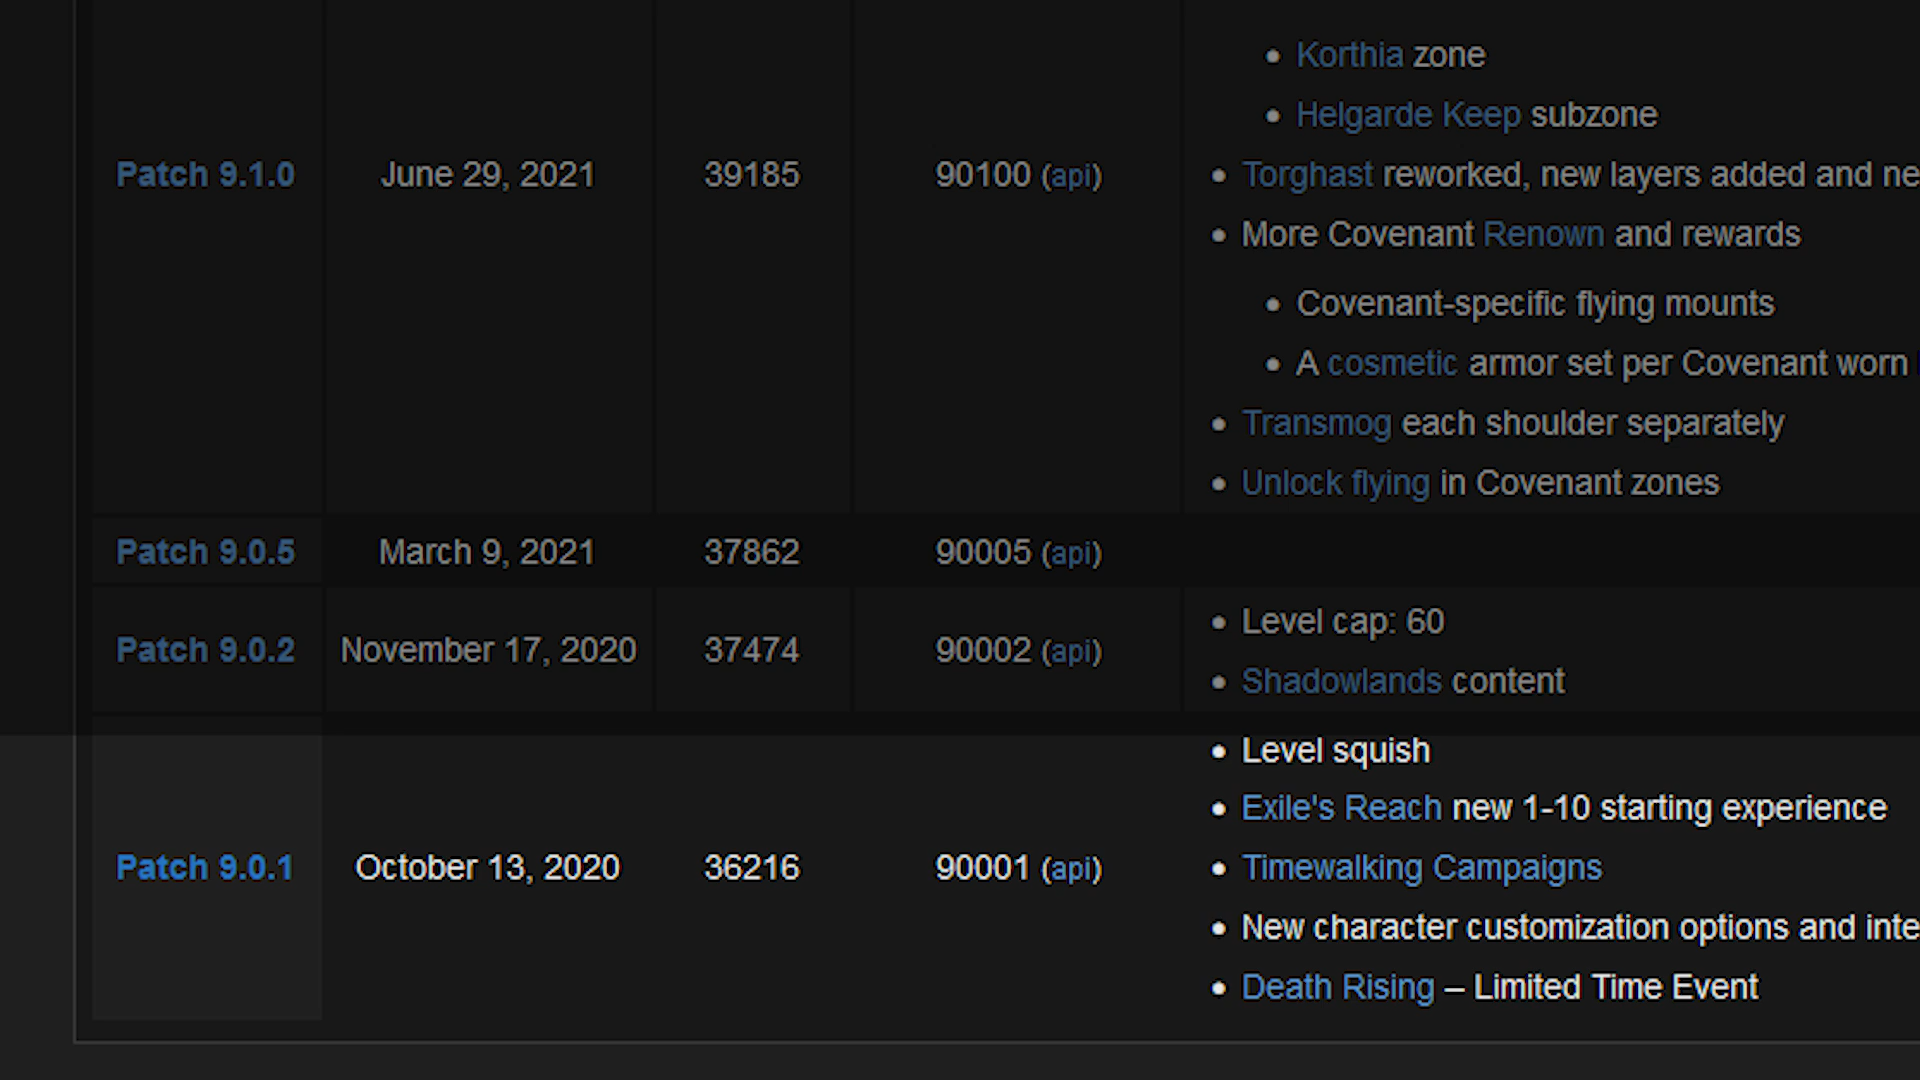 Korthia zone
Helgarde Keep subzone
Patch 9.1.0 June 29, 2021 39185 90100 (api)
Torghast reworked, new layers added and
More Covenant Renown and rewards
Covenant-specific flying mounts
A cosmetic armor set per Covenant worn
Transmog each shoulder separately
Unlock flying in Covenant zones
Patch 9.0.5 March 9, 2021 37862 90005 (api)
Patch 9.0.2 November 17, 2020 37474 90002 (api)
Level cap: 60
Shadowlands content
Patch 9.0.1 October 13, 2020 36216 90001 (api)
Level squish
Exile's Reach new 1-10 starting experience
Timewalking Campaigns
New character customization options and
Death Rising – Limited Time Event